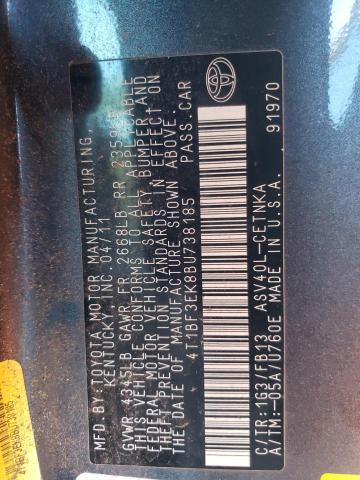 MFD. BY: TOYOTA MOTOR MANUFACTURING,
KENTUCKY, INC. 04/11
GVWR 4345LB GAWR FR 2668LB RR
THIS VEHICLE CONFORMS TO ALL APPLICABLE
FEDERAL MOTOR VEHICLE SAFETY, BUMPER AND
THEFT PREVENTION STANDARDS IN EFFECT ON
THE DATE OF MANUFACTURE SHOWN ABOVE.
4T1BF3EK8BU738185 PASS.CAR
C/TR:1G3/FB13 ASV40L-CETNKA
A/TM:-05A/U760E MADE IN U.S.A. 91970